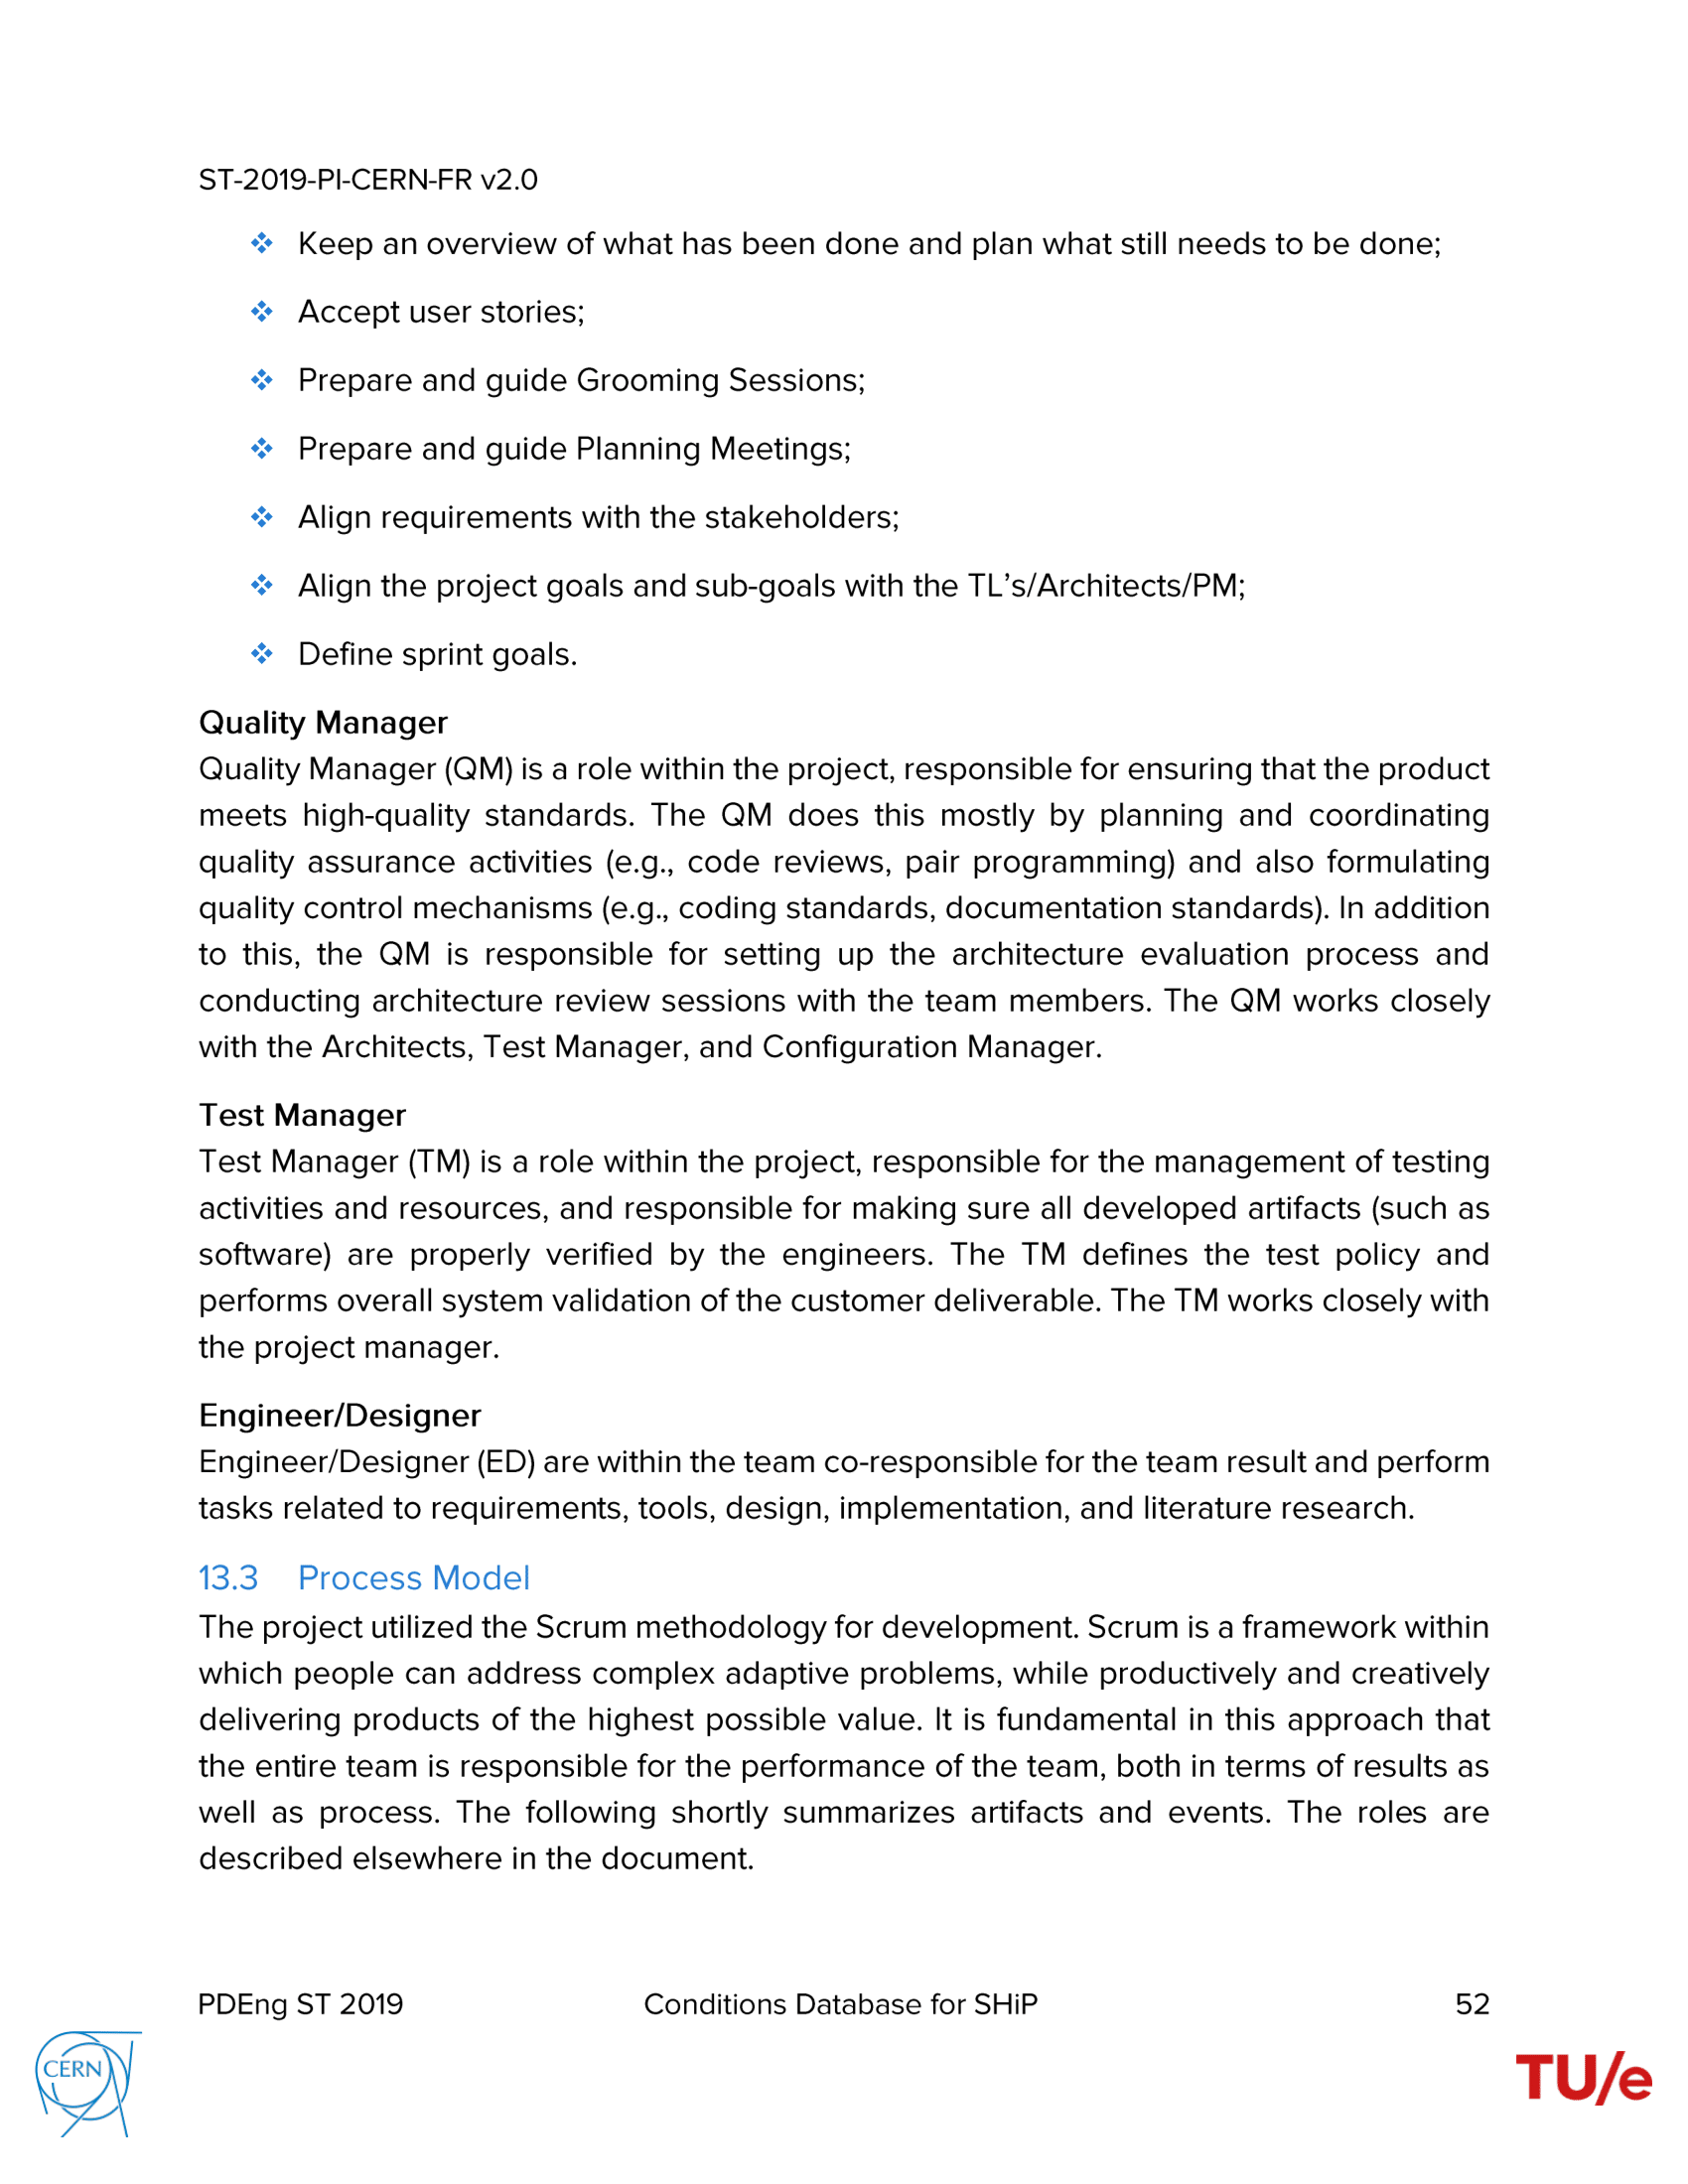 ST-2019-PI-CERN-FR v2.0
❖ Keep an overview of what has been done and plan what still needs to be done;
❖ Accept user stories;
❖ Prepare and guide Grooming Sessions;
❖ Prepare and guide Planning Meetings;
❖ Align requirements with the stakeholders;
❖ Align the project goals and sub-goals with the TL’s/Architects/PM;
❖ Define sprint goals.
Quality Manager
Quality Manager (QM) is a role within the project, responsible for ensuring that the product
meets high-quality standards. The QM does this mostly by planning and coordinating
quality assurance activities (e.g., code reviews, pair programming) and also formulating
quality control mechanisms (e.g., coding standards, documentation standards). In addition
to this, the QM is responsible for setting up the architecture evaluation process and
conducting architecture review sessions with the team members. The QM works closely
with the Architects, Test Manager, and Configuration Manager.
Test Manager
Test Manager (TM) is a role within the project, responsible for the management of testing
activities and resources, and responsible for making sure all developed artifacts (such as
software) are properly verified by the engineers. The TM defines the test policy and
performs overall system validation of the customer deliverable. The TM works closely with
the project manager.
Engineer/Designer
Engineer/Designer (ED) are within the team co-responsible for the team result and perform
tasks related to requirements, tools, design, implementation, and literature research.
13.3 Process Model
The project utilized the Scrum methodology for development. Scrum is a framework within
which people can address complex adaptive problems, while productively and creatively
delivering products of the highest possible value. It is fundamental in this approach that
the entire team is responsible for the performance of the team, both in terms of results as
well as process. The following shortly summarizes artifacts and events. The roles are
described elsewhere in the document.
PDEng ST 2019 Conditions Database for SHiP 52
CERN
TU/e